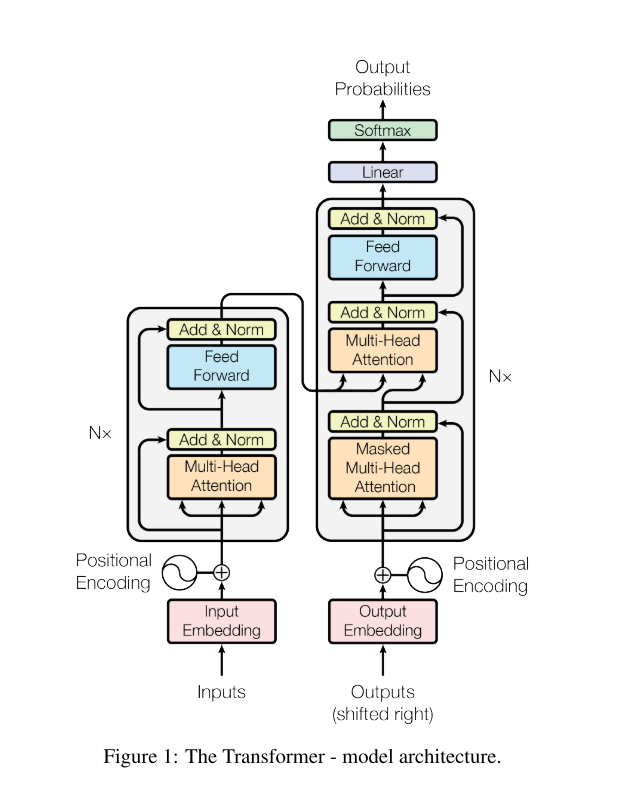 Output
Probabilities
Softmax
Linear
Add & Norm
Feed
Forward
Add & Norm
Multi-Head
Attention
Add & Norm
Masked
Multi-Head
Attention
Nx
Add & Norm
Feed
Forward
Add & Norm
Multi-Head
Attention
Nx
Positional
Encoding
Positional
Encoding
Input
Embedding
Output
Embedding
Inputs
Outputs
(shifted right)
Figure 1: The Transformer - model architecture.